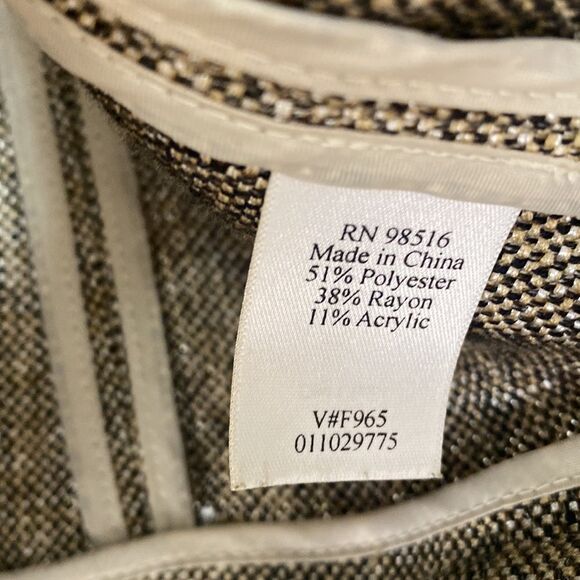 RN 98516
Made in China
51% Polyester
38% Rayon
11% Acrylic
V#F965
011029775